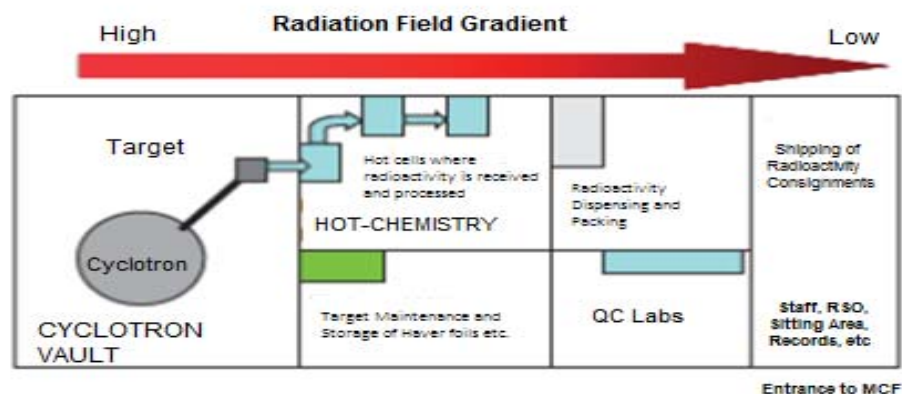 Radiation Field Gradient
High
Low
Target
Cyclotron
CYCLOTRON
VAULT
Hot cells where
radioactivity is received
and processed
HOT-CHEMISTRY
Target Maintenance and
Storage of Haver foils etc.
Radioactivity
Dispensing and
Packing
QC Labs
Shipping of
Radioactivity
Consignments
Staff, RSO,
Sitting Area,
Records, etc
Entrance to MCF